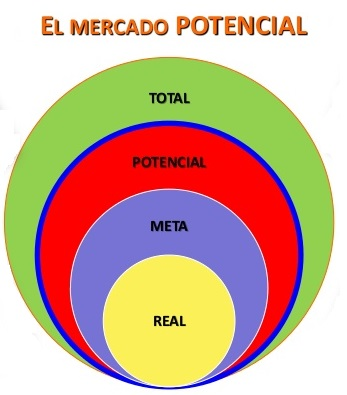 EL MERCADO POTENCIAL
TOTAL
POTENCIAL
META
REAL